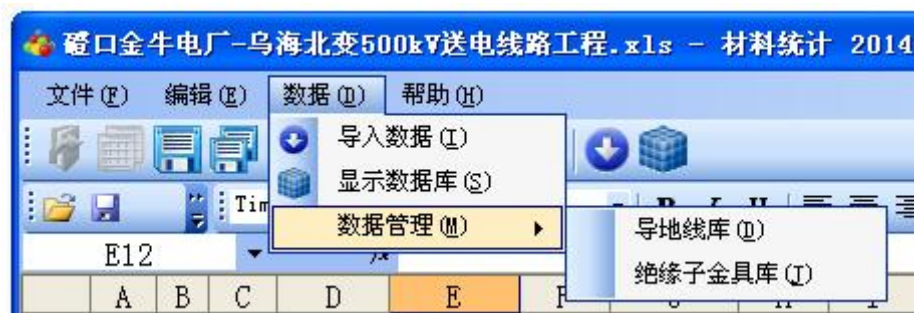 磴口金牛电厂-乌海北变500kV送电线路工程.xls - 材料统计 2014
文件(F) 编辑(E) 数据(D) 帮助(H)
导入数据(I)
显示数据库(S)
数据管理(M)
导地线库(D)
绝缘子金具库(J)
Tim
E12
A B C D E